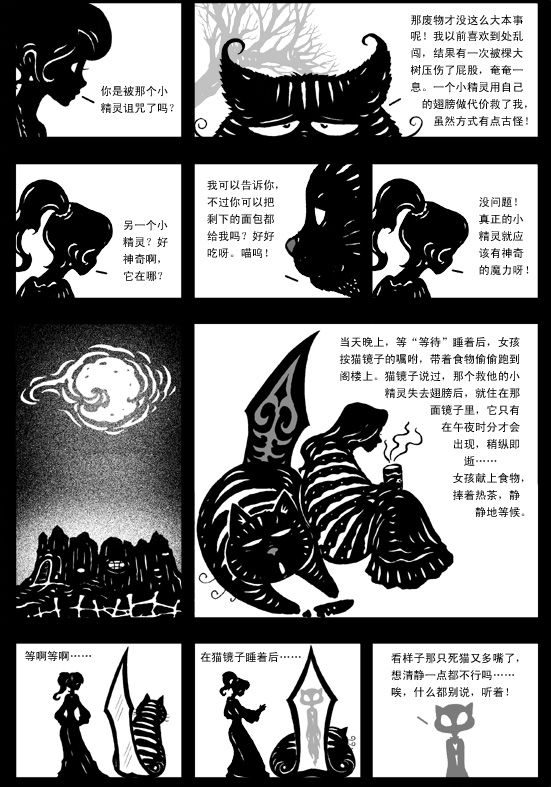 你是被那个小
精灵诅咒了吗？
那废物才没这么大本事
呢！我以前喜欢到处乱
闯，结果有一次被棵大
树压伤了屁股，奄奄一
息。一个小精灵用自己
的翅膀做代价救了我，
虽然方式有点古怪！
另一个小
精灵？好
神奇啊，
它在哪？
我可以告诉你，
不过你可以把
剩下的面包都
给我吗？好好
吃呀。喵呜！
没问题！
真正的小
精灵就应
该有神奇
的魔力呀！
当天晚上，等“等待”睡着后，女孩
按猫镜子的嘱咐，带着食物偷偷跑到
阁楼上。猫镜子说过，那个救他的小
精灵失去翅膀后，就住在那
面镜子里，它只有
在午夜时分才会
出现，稍纵即
逝……
女孩献上食物，
捧着热茶，静
静地等候。
等啊等啊……
在猫镜子睡着后……
看样子那只死猫又多嘴了，
想清静一点都不行吗……
唉，什么都别说，听着！